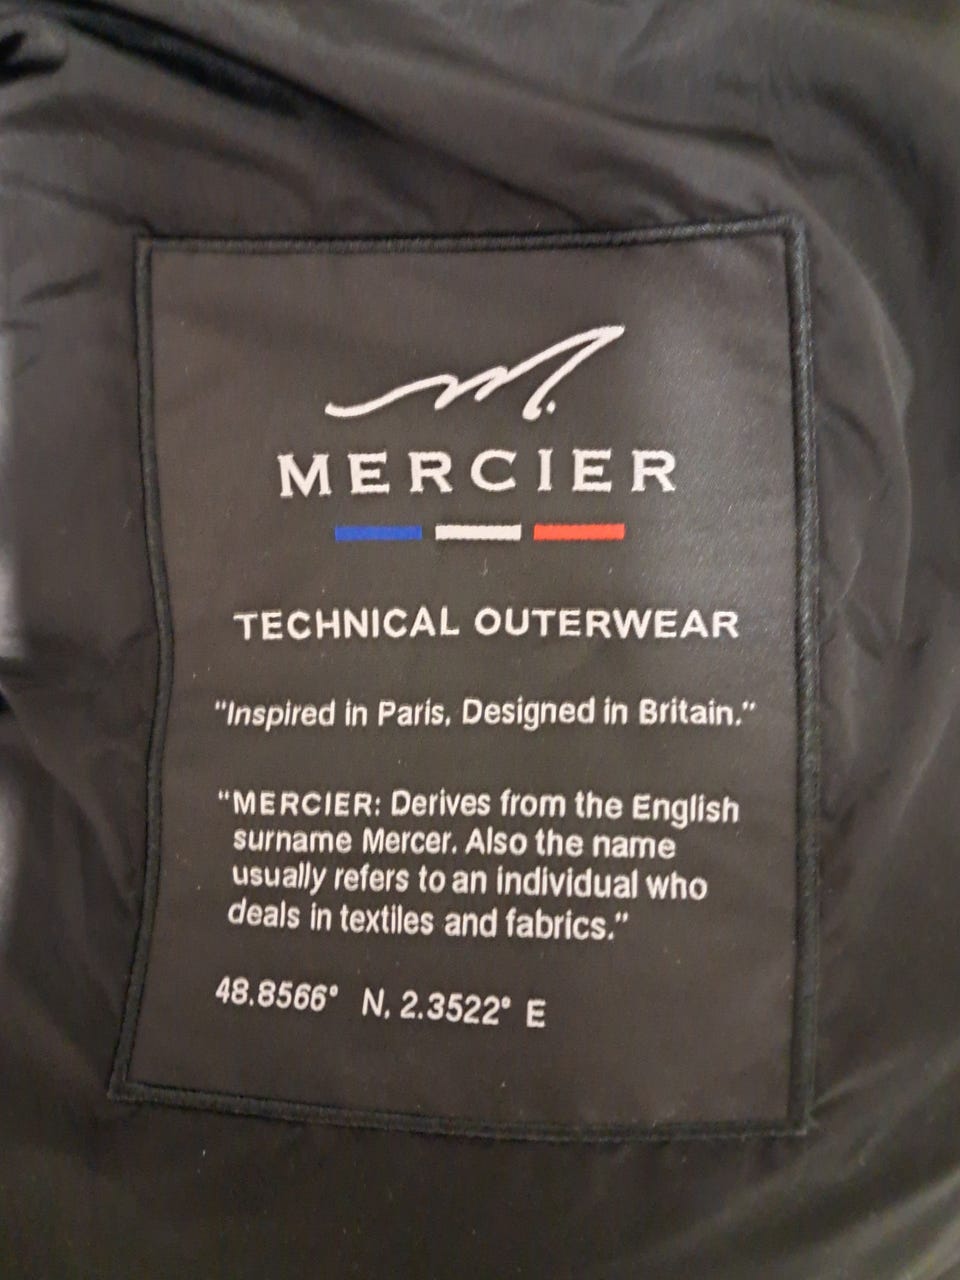 M.
MERCIER
TECHNICAL OUTERWEAR
"Inspired in Paris, Designed in Britain."
"MERCIER: Derives from the English
surname Mercer. Also the name
usually refers to an individual who
deals in textiles and fabrics."
48.8566° N, 2.3522° E